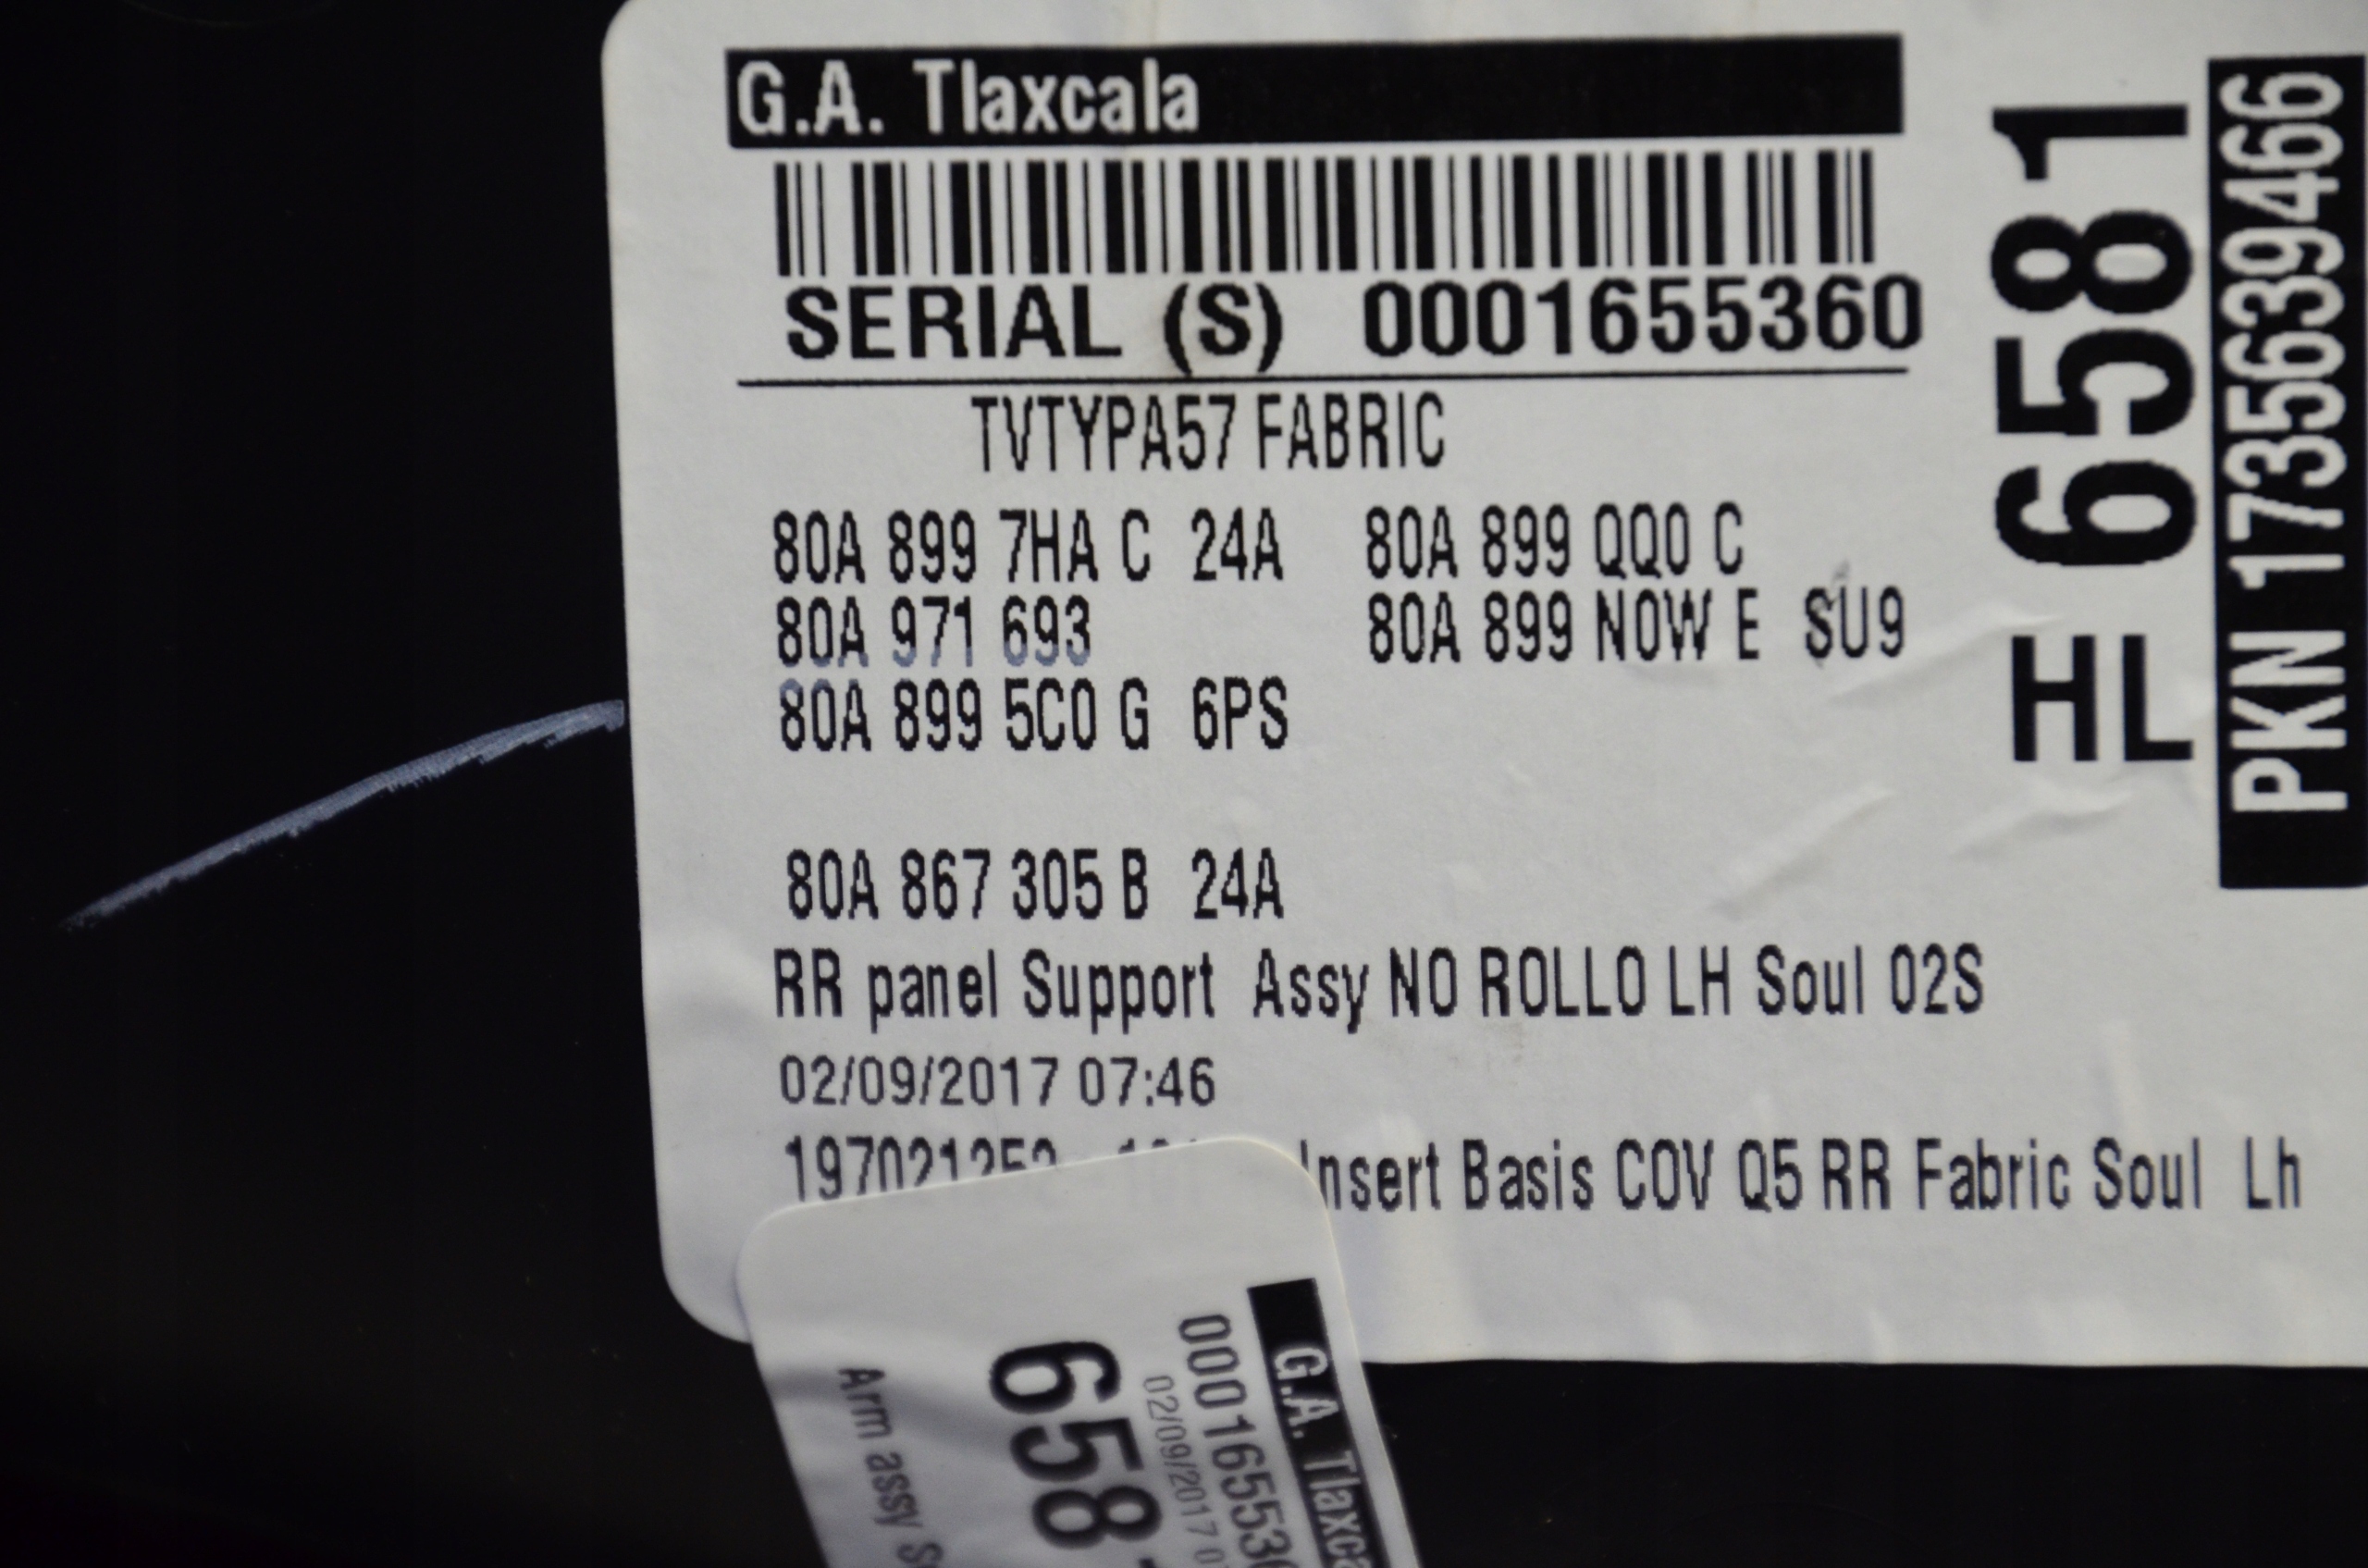 G.A. Tlaxcala
SERIAL (S) 0001655360
TVTYPA57 FABRIC
80A 899 7HA C 24A 80A 899 QQ0 C
80A 971 693 80A 899 N0W E SU9
80A 899 5C0 G 6PS
80A 867 305 B 24A
RR panel Support Assy NO ROLLO LH Soul 02S
02/09/2017 07:46
Insert Basis COV Q5 RR Fabric Soul Lh
HL 6581
PKN 1735639466
G.A.
02/09/2017
658
Arm assy